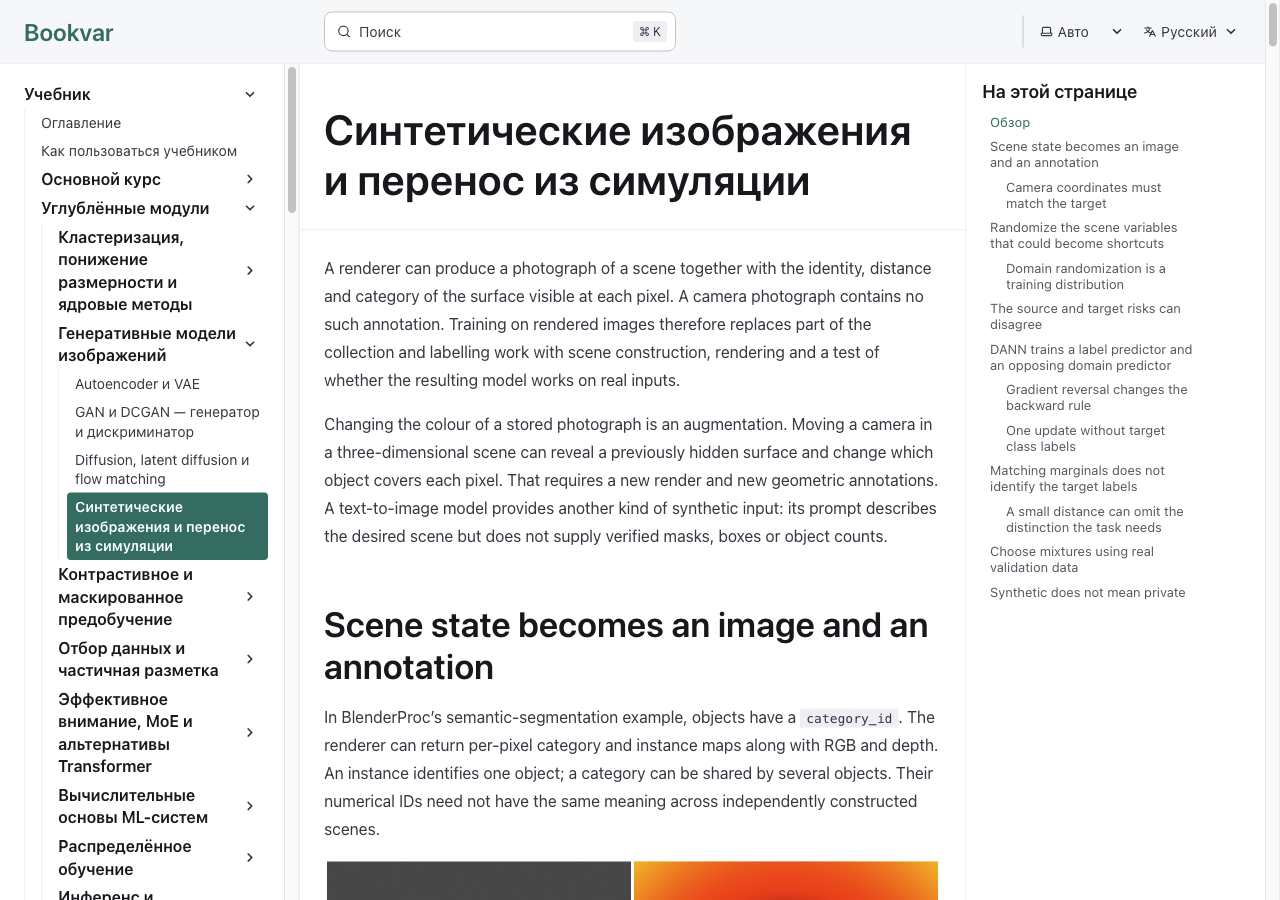 Bookvar
Поиск
⌘ K
Авто
Русский
Учебник
Оглавление
Как пользоваться учебником
Основной курс
Углублённые модули
Кластеризация,
понижение
размерности и
ядровые методы
Генеративные модели
изображений
Autoencoder и VAE
GAN и DCGAN — генератор
и дискриминатор
Diffusion, latent diffusion и
flow matching
Синтетические
изображения и перенос
из симуляции
Контрастивное и
маскированное
предобучение
Отбор данных и
частичная разметка
Эффективное
внимание, MoE и
альтернативы
Transformer
Вычислительные
основы ML-систем
Распределённое
обучение
Инференс и
Синтетические изображения
и перенос из симуляции
A renderer can produce a photograph of a scene together with the identity, distance
and category of the surface visible at each pixel. A camera photograph contains no
such annotation. Training on rendered images therefore replaces part of the
collection and labelling work with scene construction, rendering and a test of
whether the resulting model works on real inputs.
Changing the colour of a stored photograph is an augmentation. Moving a camera in
a three-dimensional scene can reveal a previously hidden surface and change which
object covers each pixel. That requires a new render and new geometric annotations.
A text-to-image model provides another kind of synthetic input: its prompt describes
the desired scene but does not supply verified masks, boxes or object counts.
Scene state becomes an image and an
annotation
In BlenderProc’s semantic-segmentation example, objects have a category_id. The
renderer can return per-pixel category and instance maps along with RGB and depth.
An instance identifies one object; a category can be shared by several objects. Their
numerical IDs need not have the same meaning across independently constructed
scenes.
На этой странице
Обзор
Scene state becomes an image
and an annotation
Camera coordinates must
match the target
Randomize the scene variables
that could become shortcuts
Domain randomization is a
training distribution
The source and target risks can
disagree
DANN trains a label predictor and
an opposing domain predictor
Gradient reversal changes the
backward rule
One update without target
class labels
Matching marginals does not
identify the target labels
A small distance can omit the
distinction the task needs
Choose mixtures using real
validation data
Synthetic does not mean private